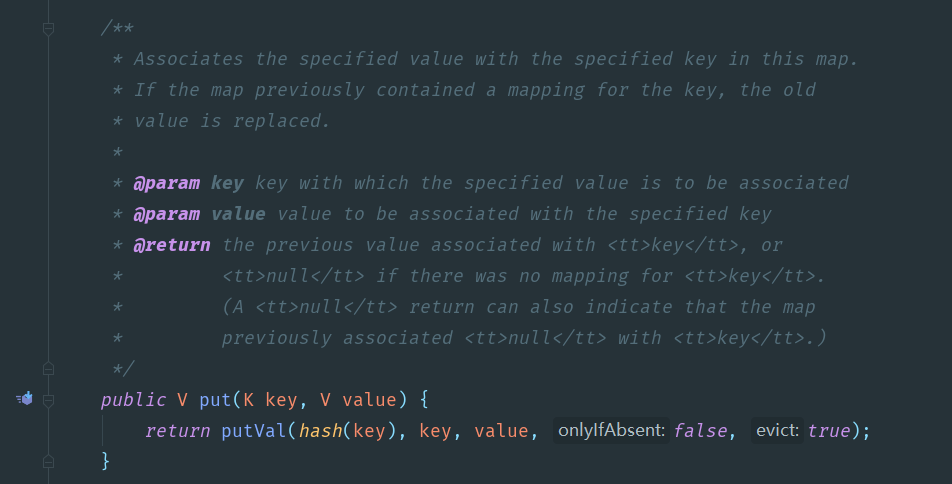 /**
 * Associates the specified value with the specified key in this map.
 * If the map previously contained a mapping for the key, the old
 * value is replaced.
 *
 * @param key key with which the specified value is to be associated
 * @param value value to be associated with the specified key
 * @return the previous value associated with <tt>key</tt>, or
 *         <tt>null</tt> if there was no mapping for <tt>key</tt>.
 *         (A <tt>null</tt> return can also indicate that the map
 *         previously associated <tt>null</tt> with <tt>key</tt>.)
 */
public V put(K key, V value) {
    return putVal(hash(key), key, value, onlyIfAbsent: false, evict: true);
}